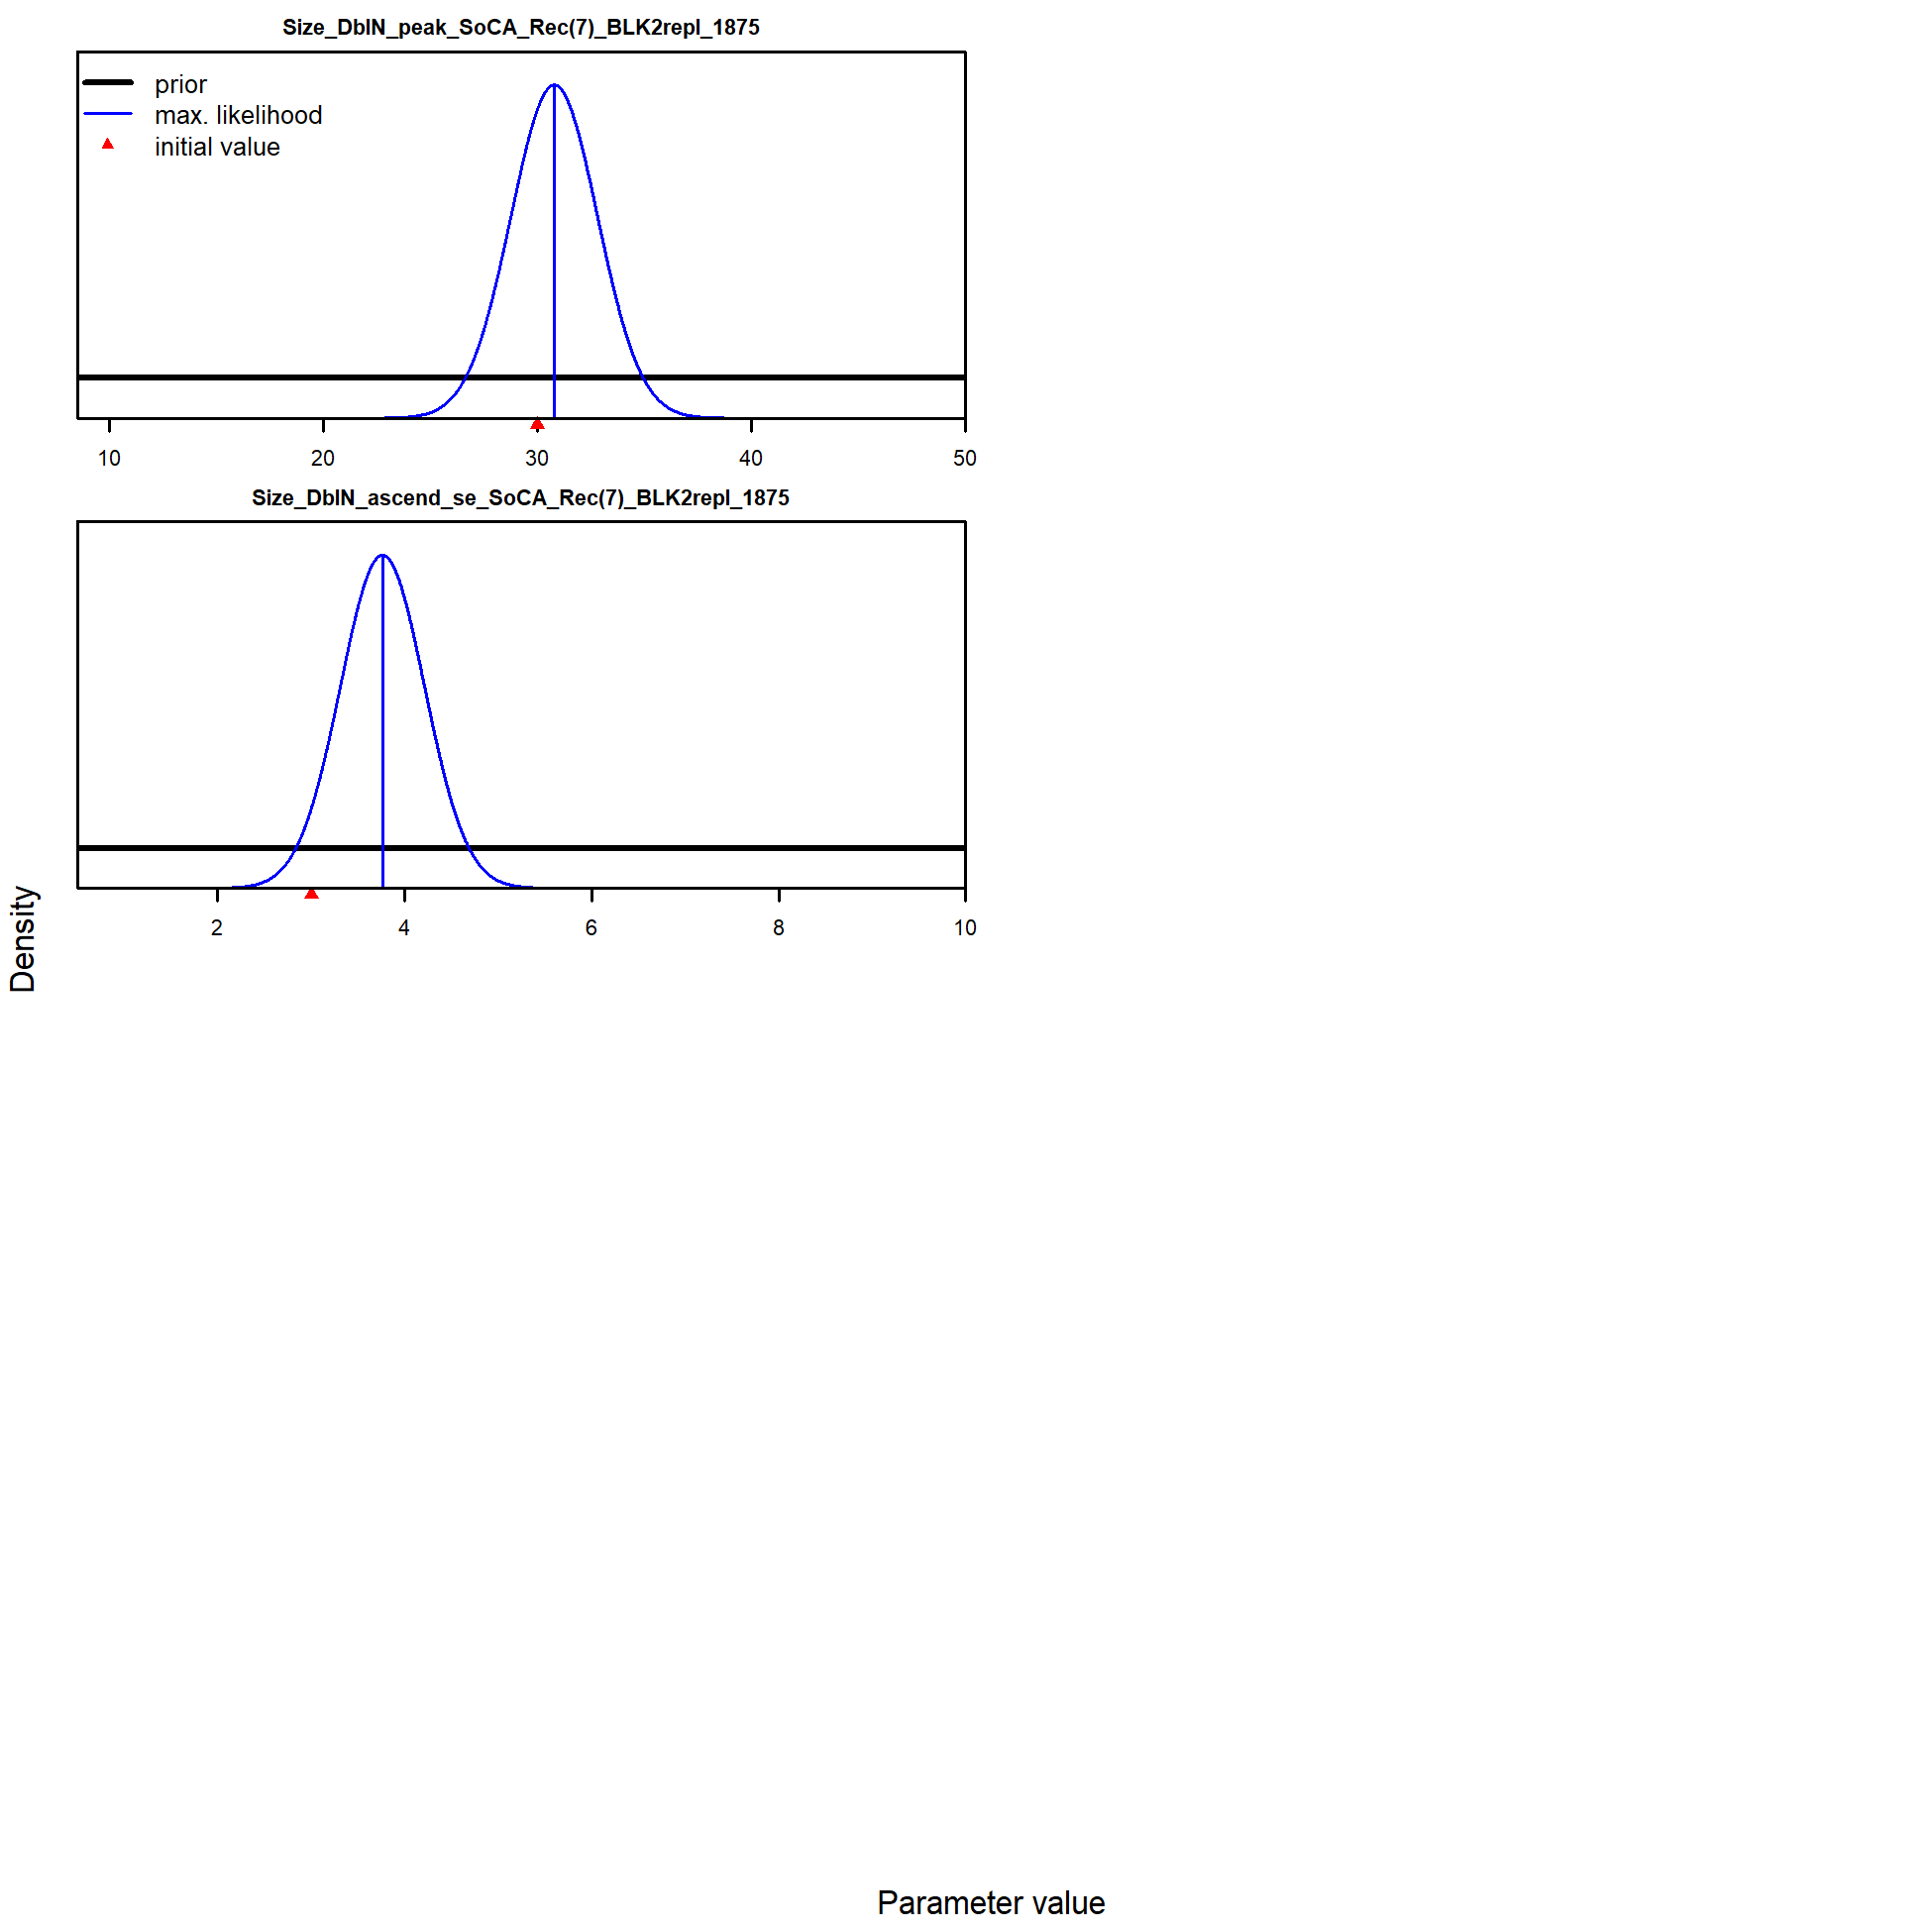 Size_DblN_peak_SoCA_Rec(7)_BLK2repl_1875
prior
max. likelihood
initial value
10 20 30 40 50
Size_DblN_ascend_se_SoCA_Rec(7)_BLK2repl_1875
2 4 6 8 10
Density
Parameter value